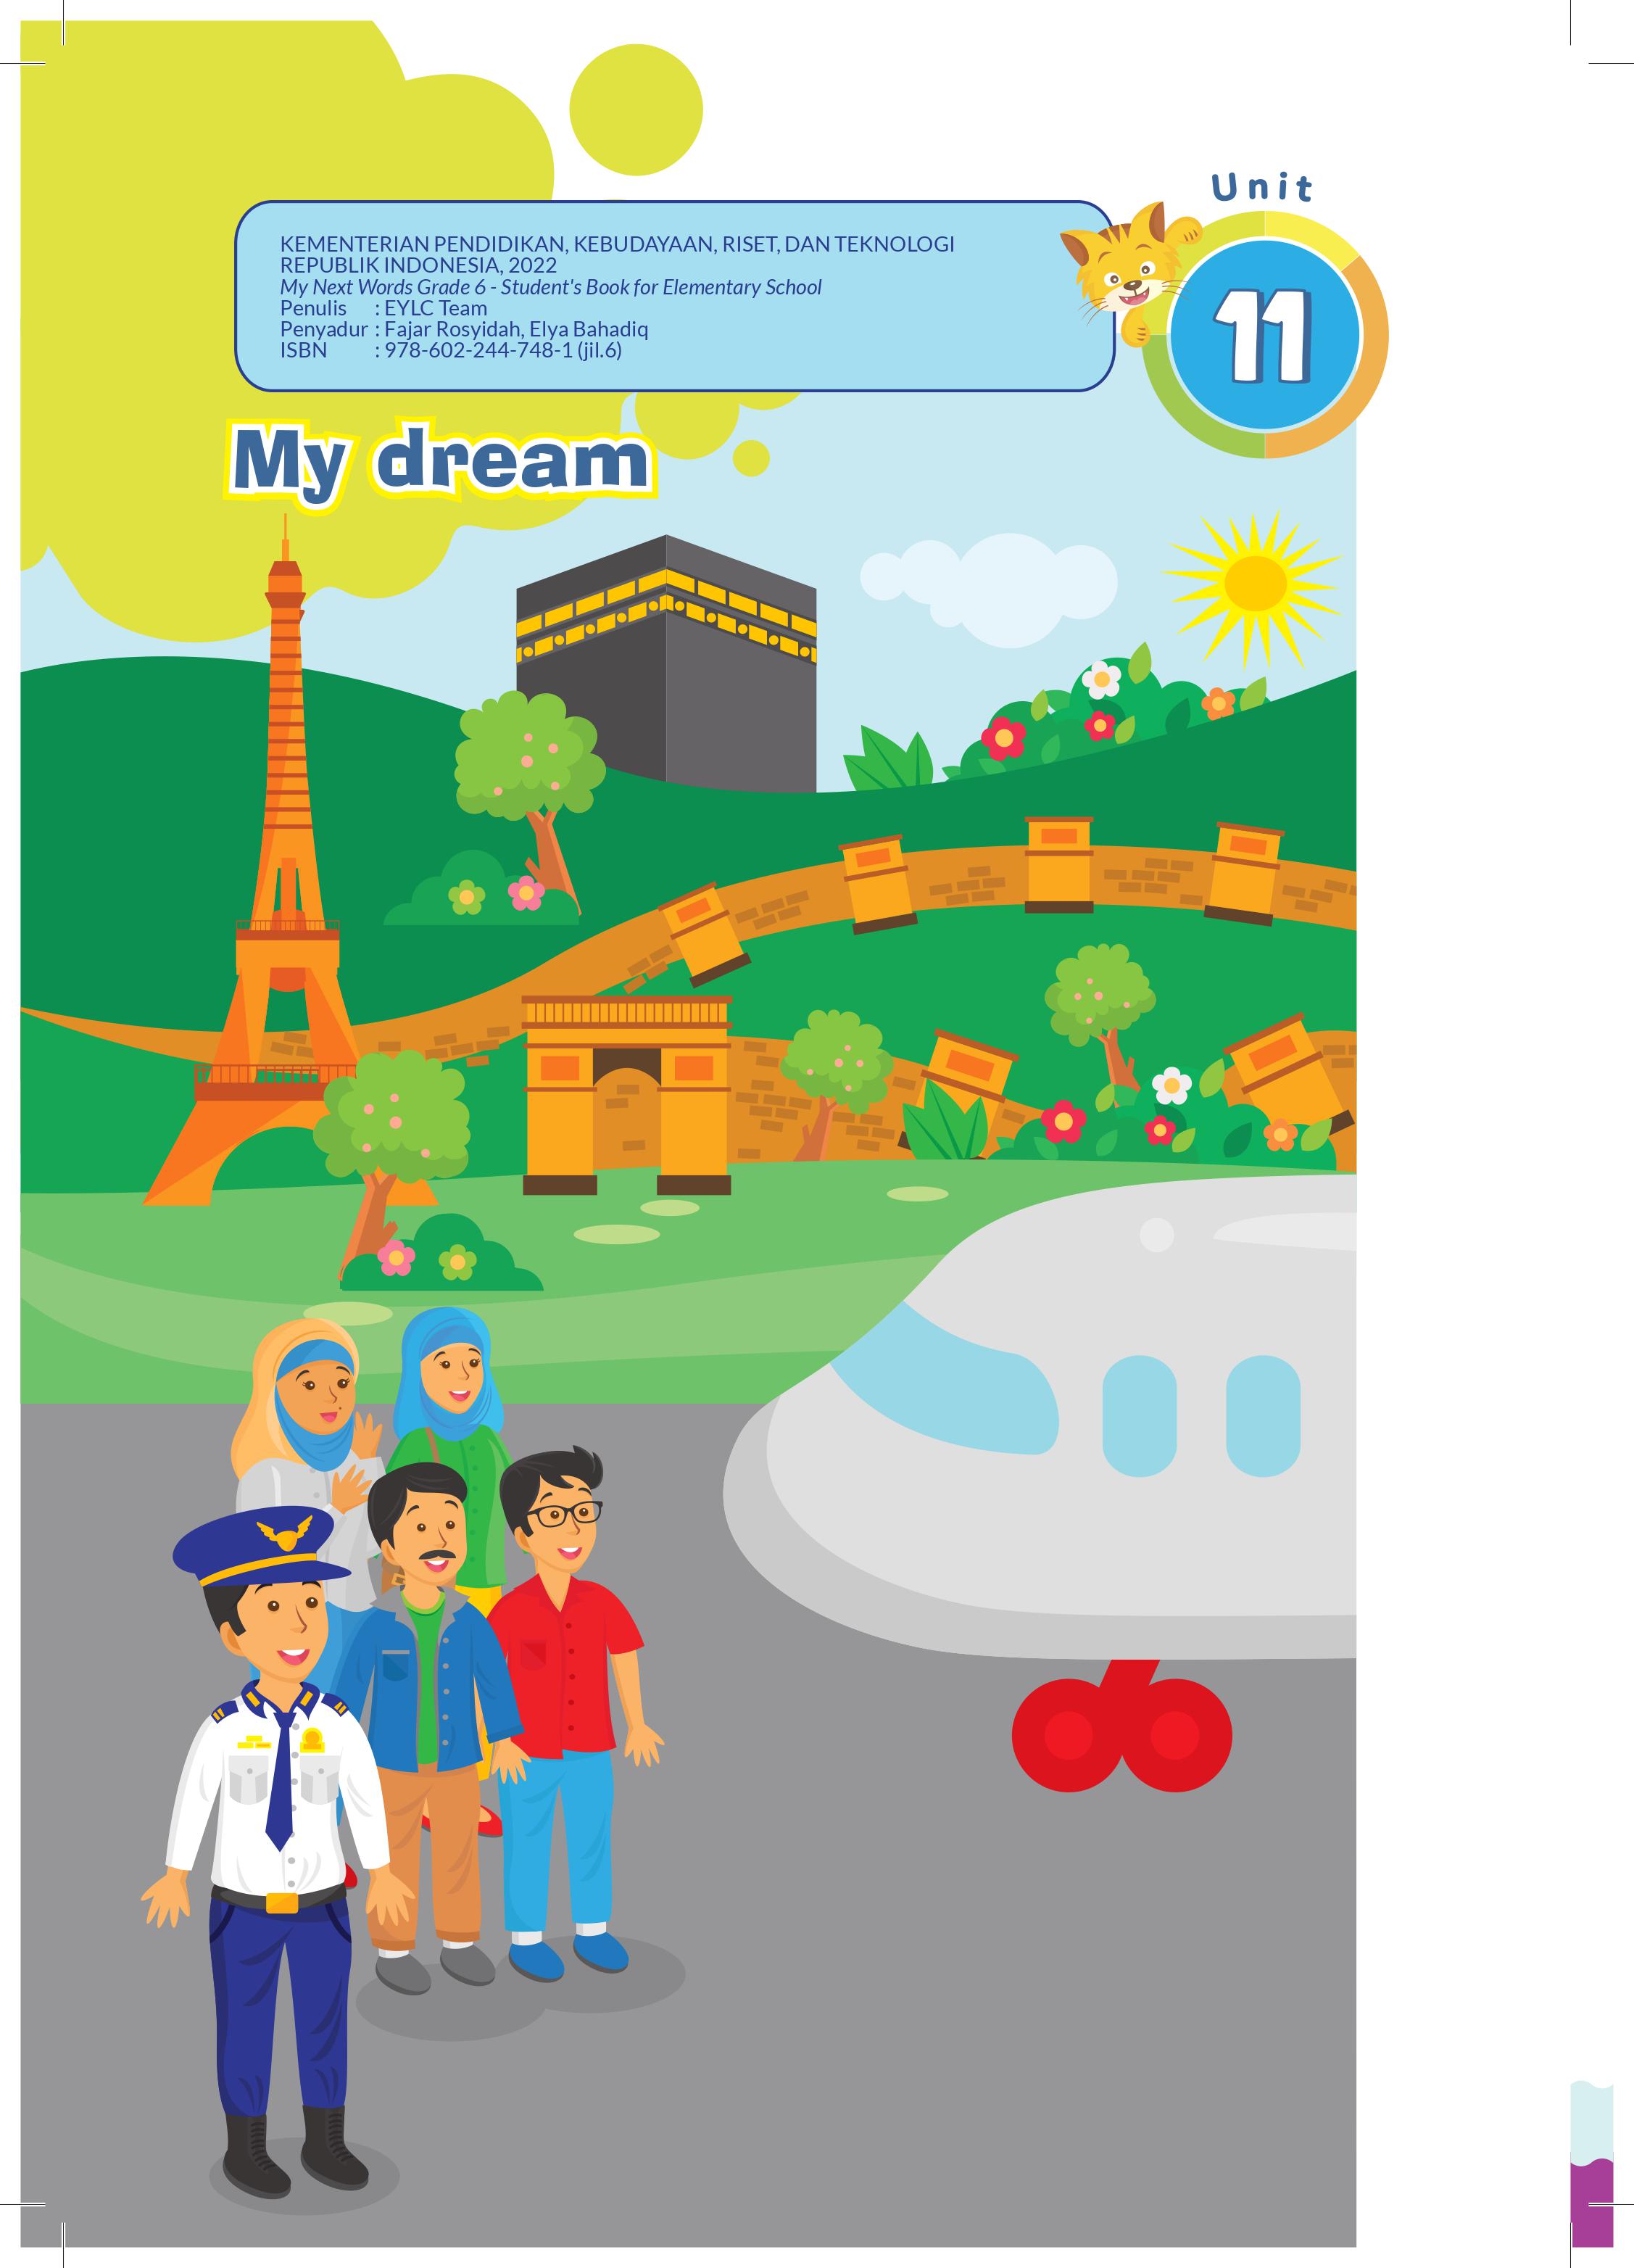 Unit
11
KEMENTERIAN PENDIDIKAN, KEBUDAYAAN, RISET, DAN TEKNOLOGI
REPUBLIK INDONESIA, 2022
My Next Words Grade 6 - Student's Book for Elementary School
Penulis : EYLC Team
Penyadur : Fajar Rosyidah, Elya Bahadiq
ISBN : 978-602-244-748-1 (jil.6)
My dream